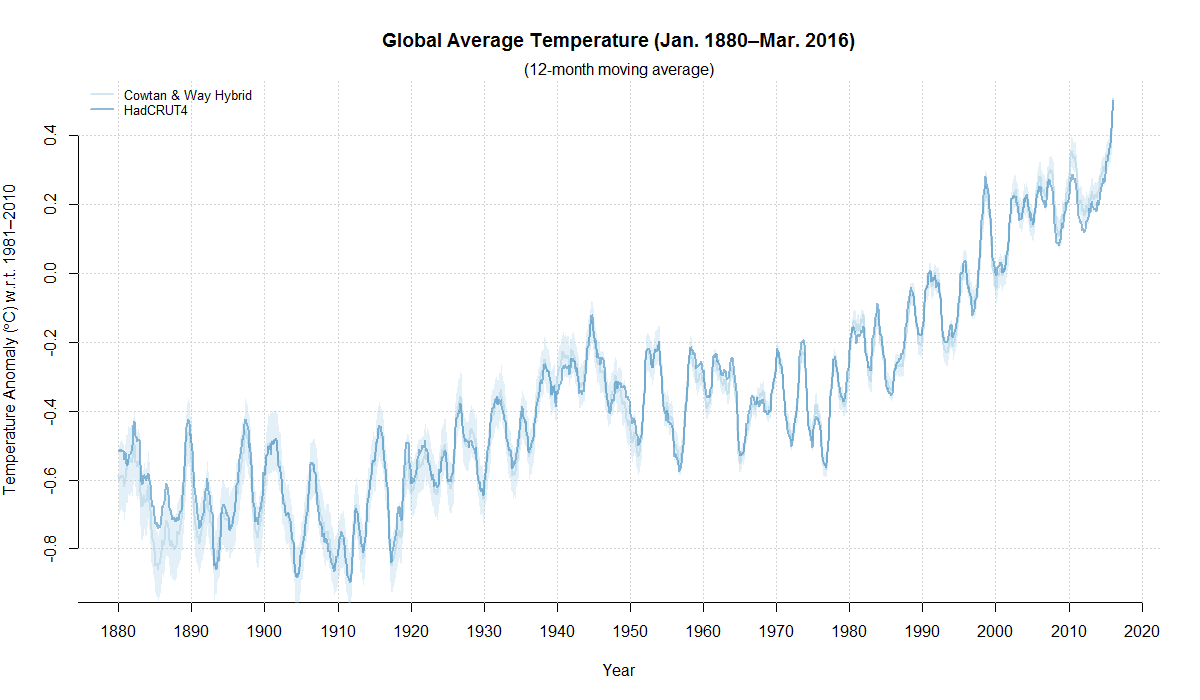 Global Average Temperature (Jan. 1880–Mar. 2016)
(12-month moving average)
Cowtan & Way Hybrid
HadCRUT4
Temperature Anomaly (°C) w.r.t. 1981–2010
0.4
0.2
0.0
-0.2
-0.4
-0.6
-0.8
1880 1890 1900 1910 1920 1930 1940 1950 1960 1970 1980 1990 2000 2010 2020
Year